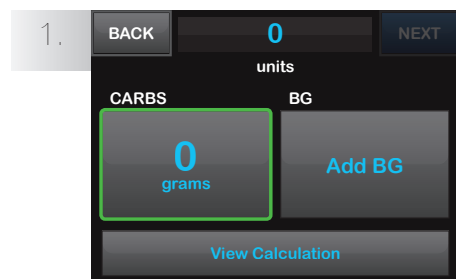 1.
BACK 0 NEXT
units
CARBS BG
0 Add BG
grams
View Calculation